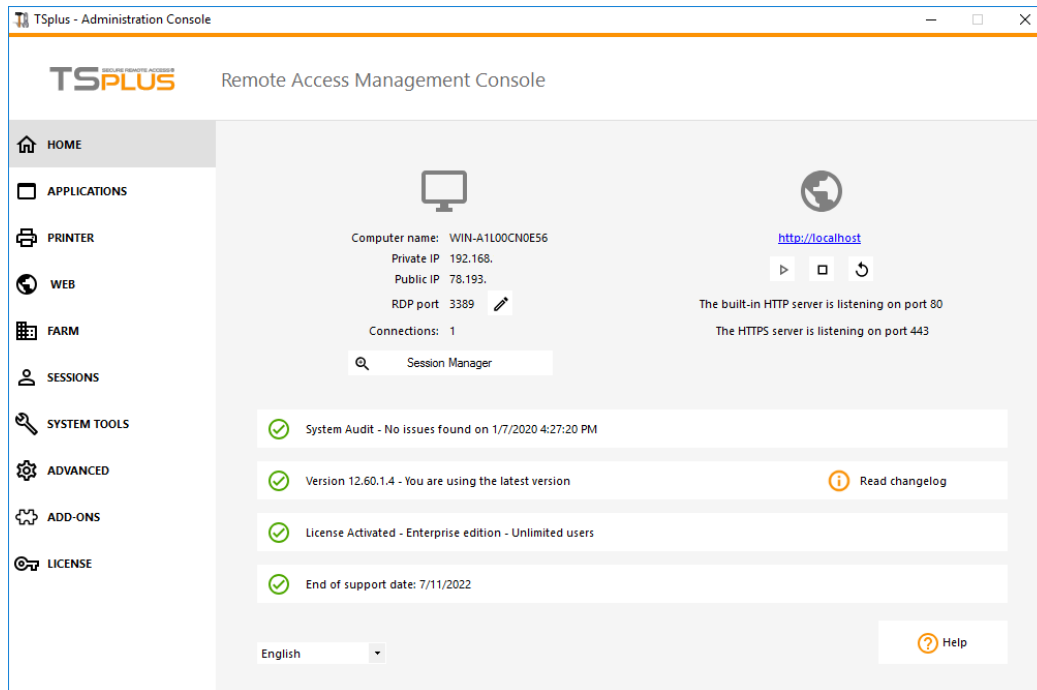 TSplus - Administration Console
TSPLUS
SECURE REMOTE ACCESS®
Remote Access Management Console
HOME
APPLICATIONS
PRINTER
WEB
FARM
SESSIONS
SYSTEM TOOLS
ADVANCED
ADD-ONS
LICENSE
Computer name: WIN-A1L00CN0E56
Private IP 192.168.
Public IP 78.193.
RDP port 3389
Connections: 1
Session Manager
http://localhost
The built-in HTTP server is listening on port 80
The HTTPS server is listening on port 443
System Audit - No issues found on 1/7/2020 4:27:20 PM
Version 12.60.1.4 - You are using the latest version
Read changelog
License Activated - Enterprise edition - Unlimited users
End of support date: 7/11/2022
English
Help